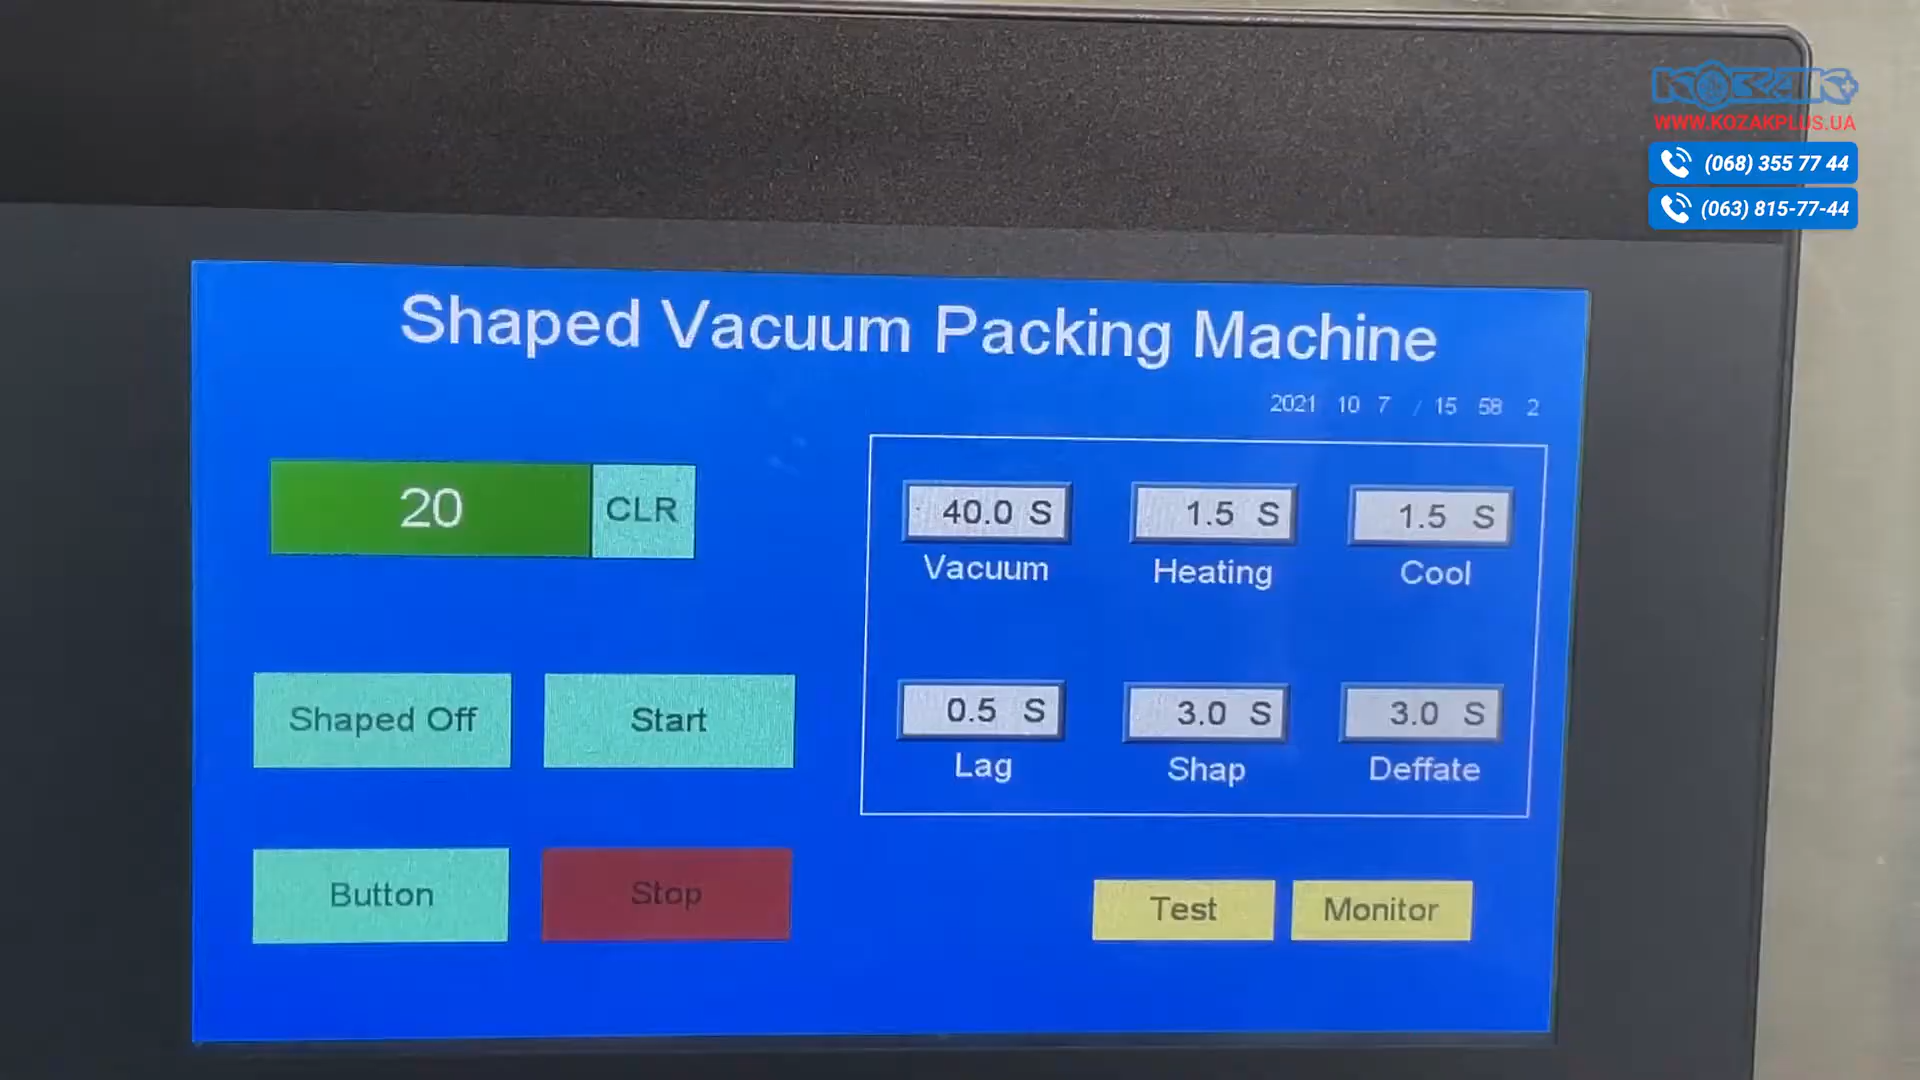 KOZAK+
WWW.KOZAKPLUS.UA
(068) 355 77 44
(063) 815-77-44
Shaped Vacuum Packing Machine
2021 10 7 / 15 58 2
20 CLR
40.0 S 1.5 S 1.5 S
Vacuum Heating Cool
Shaped Off Start
0.5 S 3.0 S 3.0 S
Lag Shap Deffate
Button Stop
Test Monitor